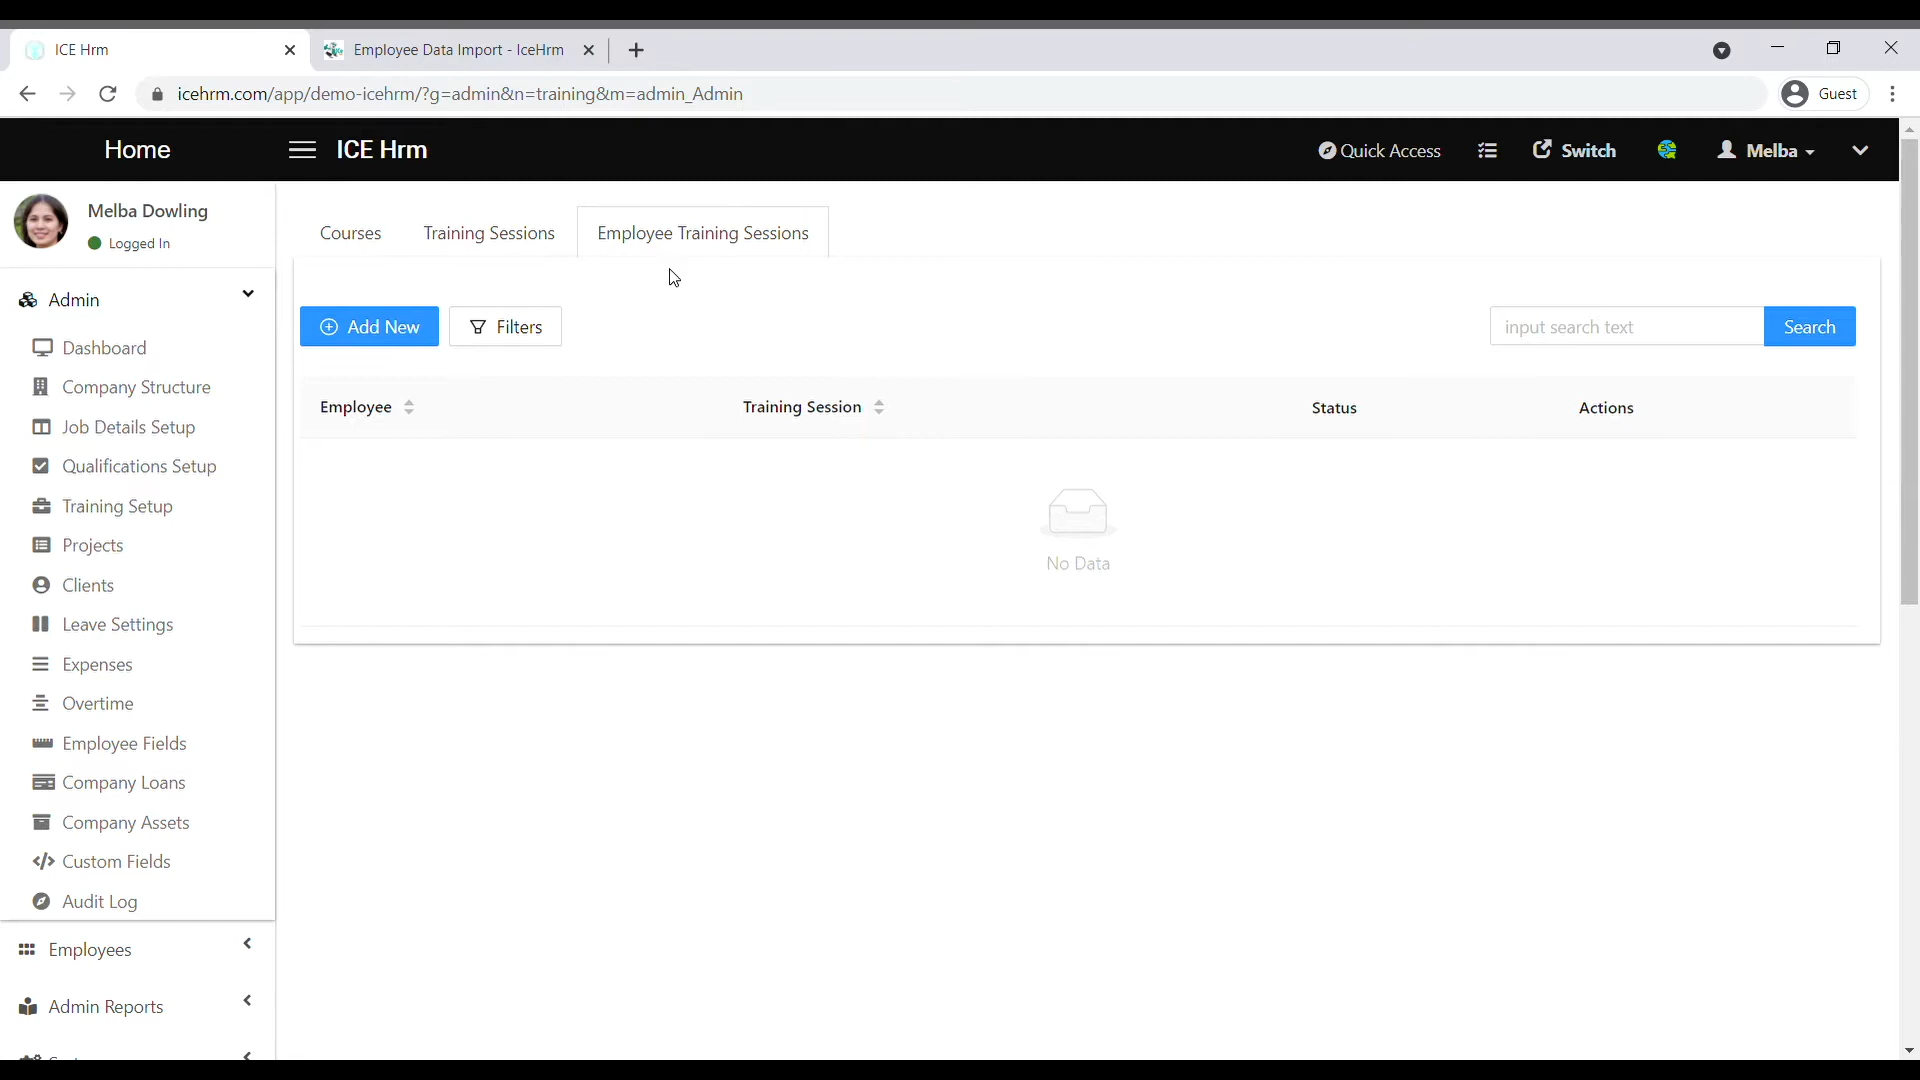 ICE Hrm
Employee Data Import - IceHrm
icehrm.com/app/demo-icehrm/?g=admin&n=training&m=admin_Admin
Guest
Home
ICE Hrm
Quick Access
Switch
Melba
Melba Dowling
Logged In
Courses
Training Sessions
Employee Training Sessions
Admin
Add New
Filters
input search text
Search
Dashboard
Company Structure
Job Details Setup
Qualifications Setup
Training Setup
Projects
Clients
Leave Settings
Expenses
Overtime
Employee Fields
Company Loans
Company Assets
Custom Fields
Audit Log
Employees
Admin Reports
Employee
Training Session
Status
Actions
No Data